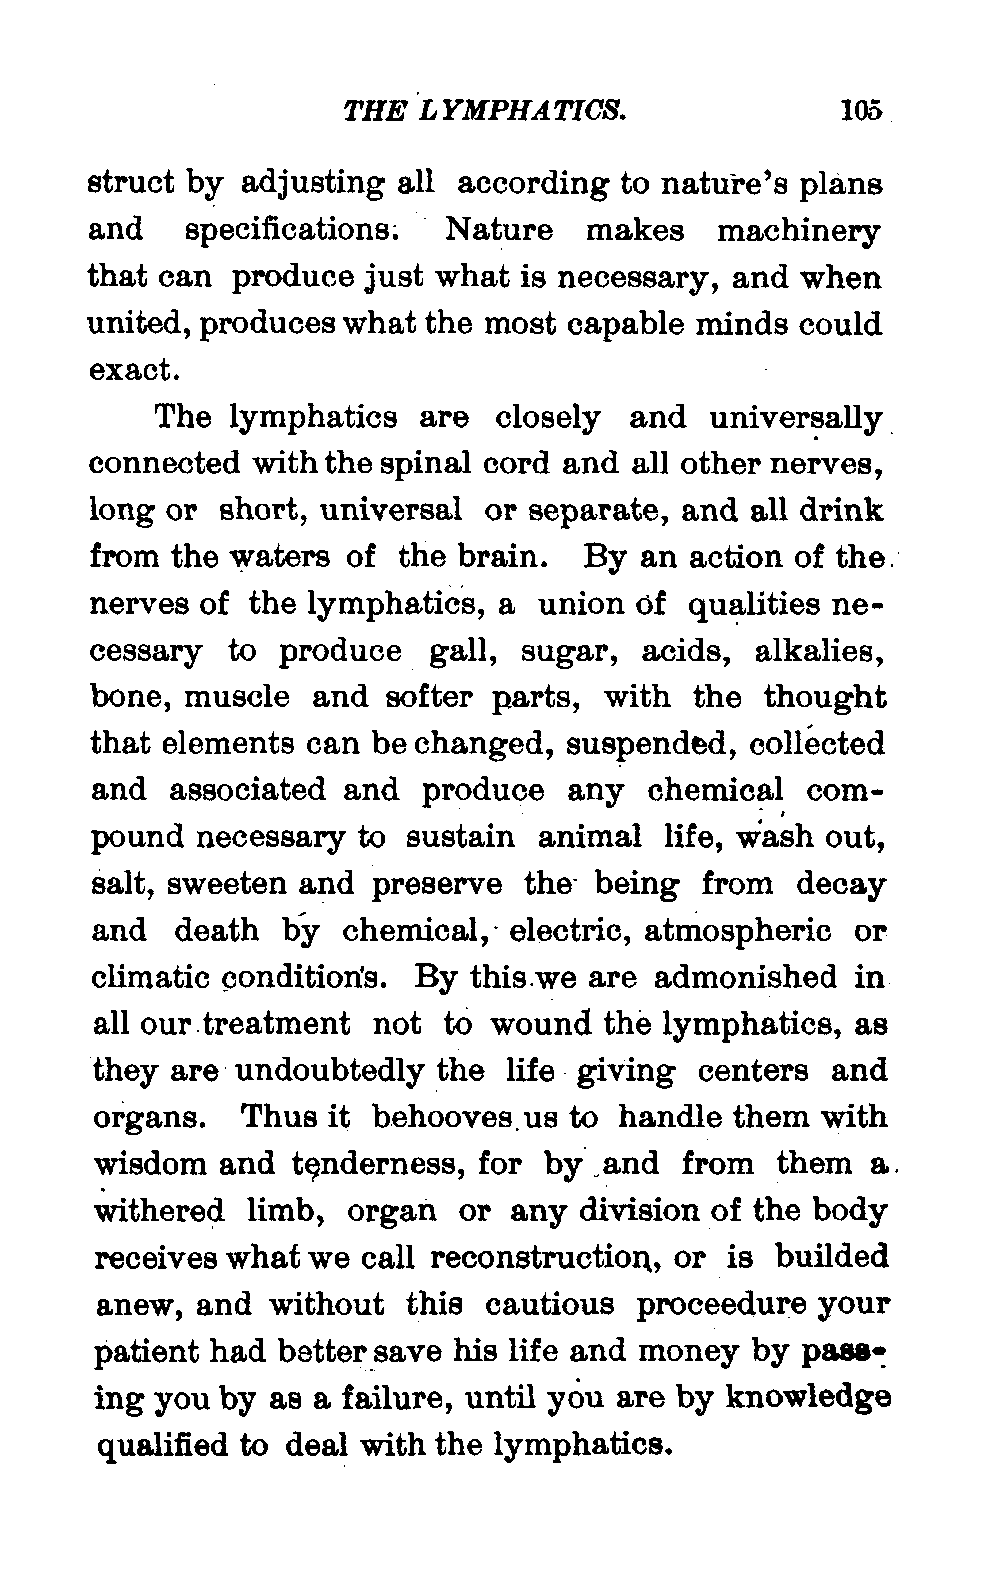 THE LYMPHATICS. 105
struct by adjusting all according to nature's plans
and specifications. Nature makes machinery
that can produce just what is necessary, and when
united, produces what the most capable minds could
exact.
The lymphatics are closely and universally
connected with the spinal cord and all other nerves,
long or short, universal or separate, and all drink
from the waters of the brain. By an action of the
nerves of the lymphatics, a union of qualities ne-
cessary to produce gall, sugar, acids, alkalies,
bone, muscle and softer parts, with the thought
that elements can be changed, suspended, collected
and associated and produce any chemical com-
pound necessary to sustain animal life, wash out,
salt, sweeten and preserve the being from decay
and death by chemical, electric, atmospheric or
climatic conditions. By this we are admonished in
all our treatment not to wound the lymphatics, as
they are undoubtedly the life giving centers and
organs. Thus it behooves us to handle them with
wisdom and tenderness, for by and from them a
withered limb, organ or any division of the body
receives what we call reconstruction, or is builded
anew, and without this cautious proceedure your
patient had better save his life and money by pass-
ing you by as a failure, until you are by knowledge
qualified to deal with the lymphatics.